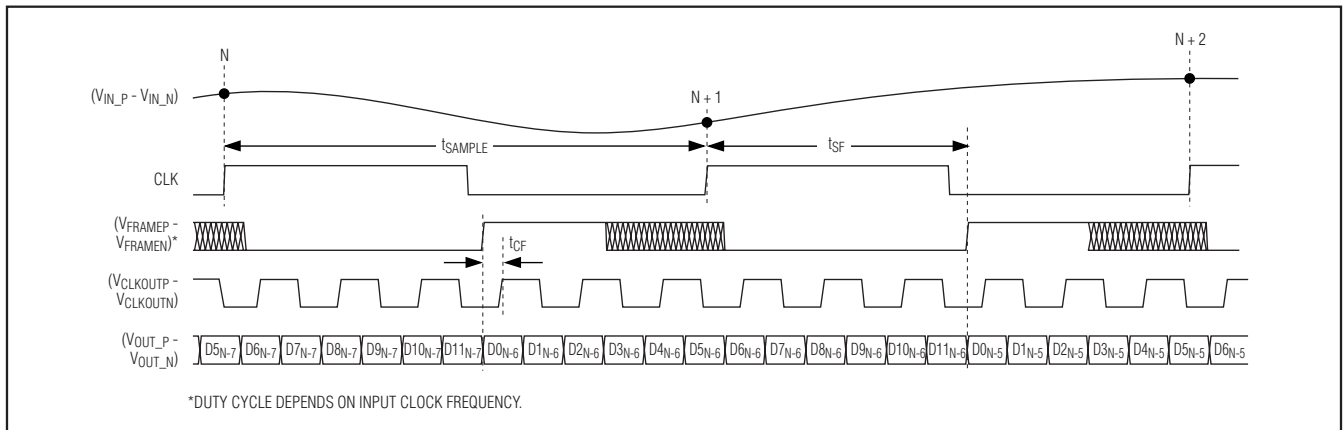 N
N + 2
(VIN_P - VIN_N)
N + 1
tSAMPLE
tSF
CLK
(VFRAMEP -
VFRAMEN)*
tCF
(VCLKOUTP -
VCLKOUTN)
(VOUT_P -
VOUT_N)
D5N-7 D6N-7 D7N-7 D8N-7 D9N-7 D10N-7 D11N-7 D0N-6 D1N-6 D2N-6 D3N-6 D4N-6 D5N-6 D6N-6 D7N-6 D8N-6 D9N-6 D10N-6 D11N-6 D0N-5 D1N-5 D2N-5 D3N-5 D4N-5 D5N-5 D6N-5
*DUTY CYCLE DEPENDS ON INPUT CLOCK FREQUENCY.